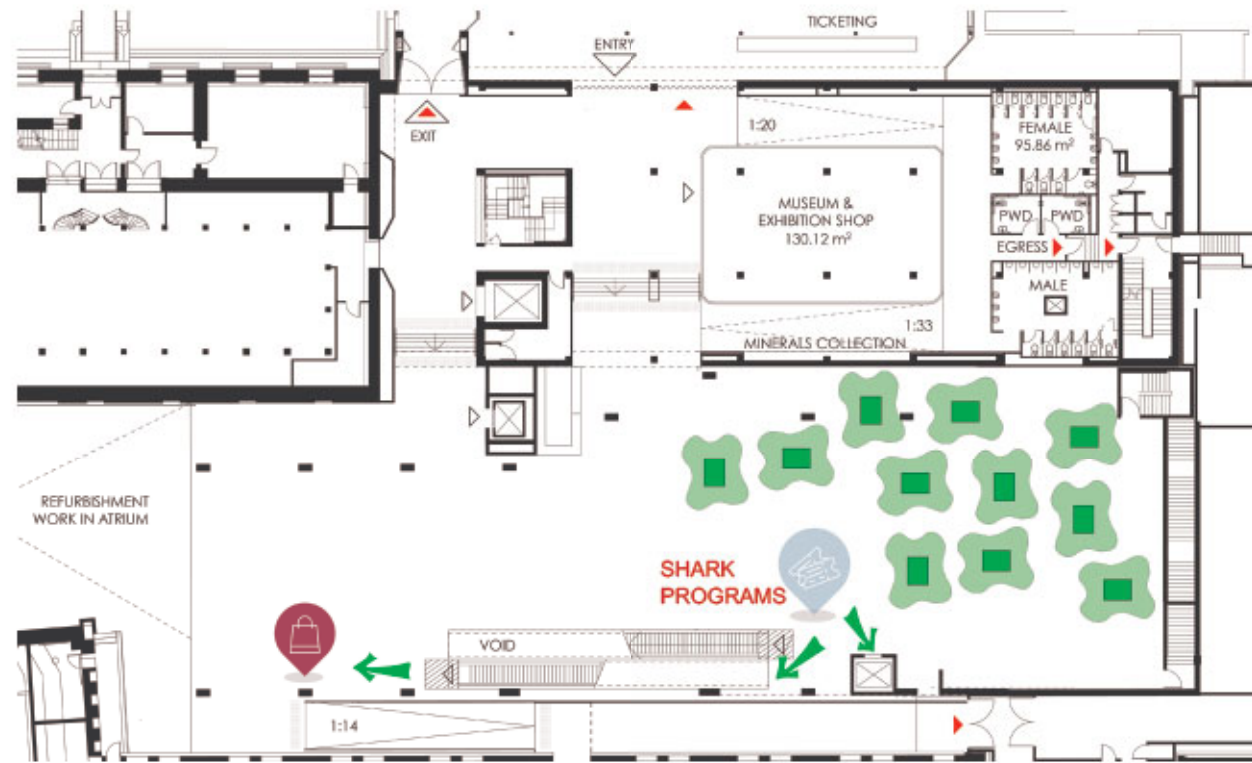 TICKETING
ENTRY
EXIT
1:20
FEMALE
95.86 m²
MUSEUM &
EXHIBITION SHOP
130.12 m²
PWD
PWD
EGRESS
MALE
1:33
MINERALS COLLECTION
REFURBISHMENT
WORK IN ATRIUM
SHARK
PROGRAMS
VOID
1:14